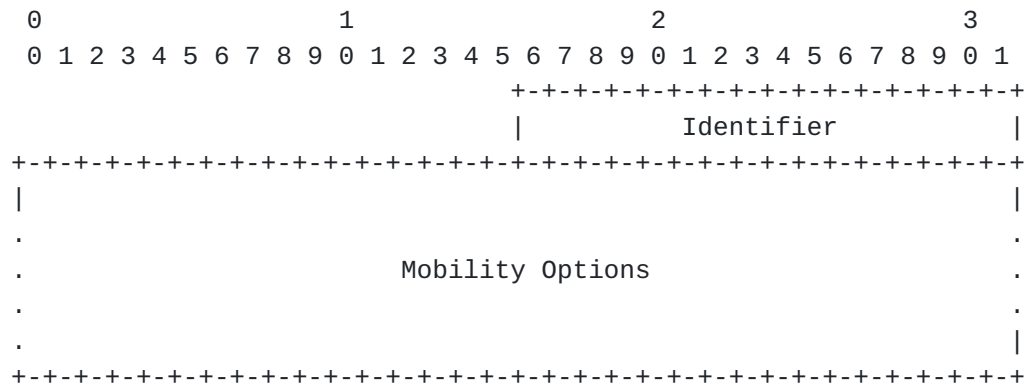 0                   1                   2                   3
 0 1 2 3 4 5 6 7 8 9 0 1 2 3 4 5 6 7 8 9 0 1 2 3 4 5 6 7 8 9 0 1
                                +-+-+-+-+-+-+-+-+-+-+-+-+-+-+-+-+
                                |          Identifier           |
+-+-+-+-+-+-+-+-+-+-+-+-+-+-+-+-+-+-+-+-+-+-+-+-+-+-+-+-+-+-+-+-+
|                                                               |
.                                                               .
.                        Mobility Options                       .
.                                                               .
.                                                               |
+-+-+-+-+-+-+-+-+-+-+-+-+-+-+-+-+-+-+-+-+-+-+-+-+-+-+-+-+-+-+-+-+